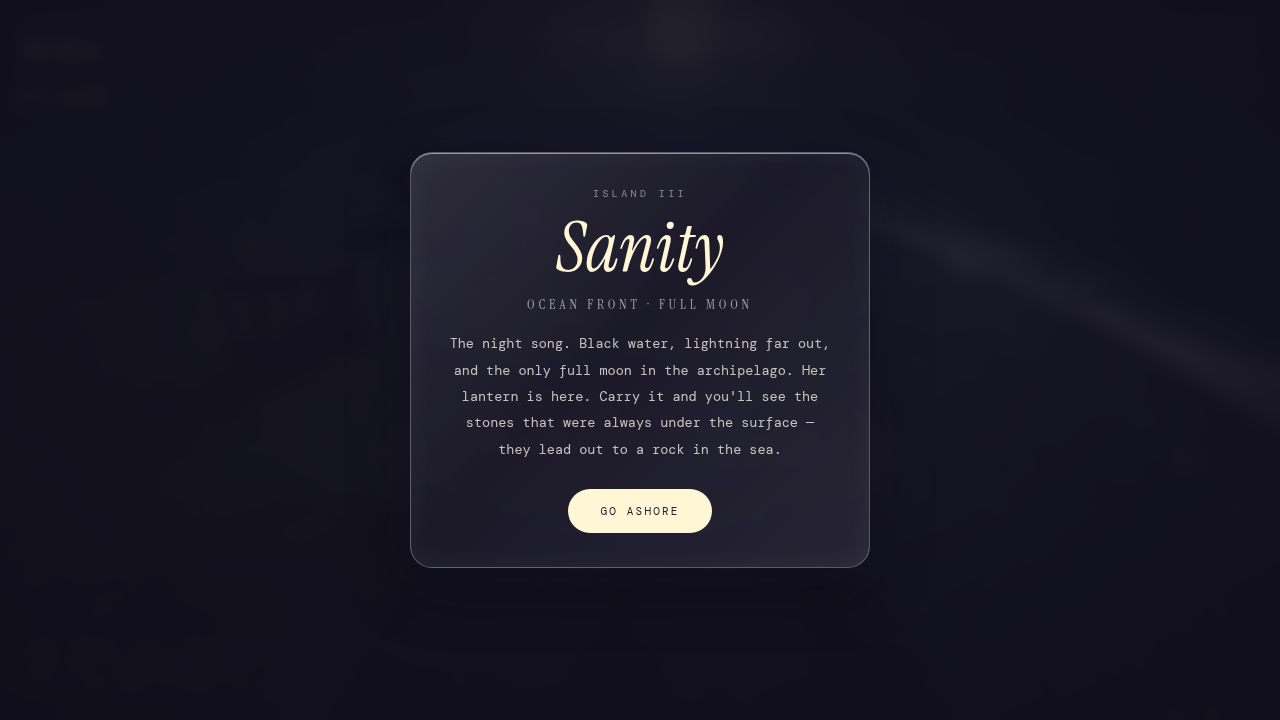 ISLAND III
Sanity
OCEAN FRONT · FULL MOON
The night song. Black water, lightning far out,
and the only full moon in the archipelago. Her
lantern is here. Carry it and you'll see the
stones that were always under the surface —
they lead out to a rock in the sea.
GO ASHORE